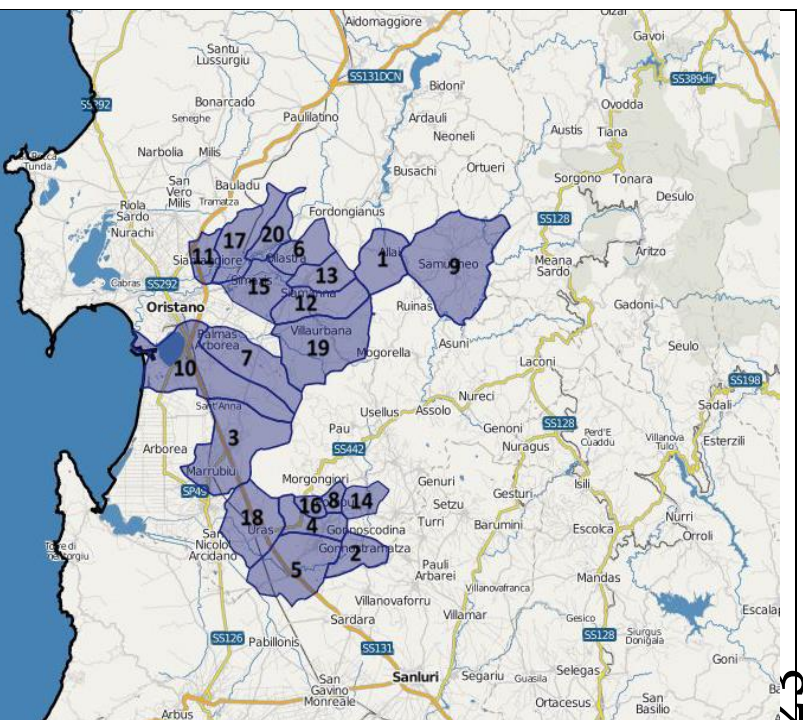 Aidomaggiore
Gavoi
Santu
Lussurgiu
SS131DCN
SS389dir
Bidoni'
SS292
Bonarcado
Ovodda
Seneghe
Paulilatino
Ardauli
Austis
Tiana
Neoneli
Narbolia
Milis
Busachi
Ortueri
San
Vero
Milis
Bauladu
Sorgono
Tonara
Desulo
Tramatza
Riola
Sardo
Fordongianus
SS128
Nurachi
17
20
6
11
1
Allai
Meana
Sardo
Aritzo
9
13
Cabras
SS292
15
12
Oristano
Ruinas
Gadoni
Villaurbana
Palmas
Arborea
7
19
Mogorella
Asuni
Seulo
10
Laconi
SS198
Sant'Anna
Nureci
Sadali
Usellus
Assolo
3
Pau
Genoni
SS128
Perd'E
Cuaddu
Villanova
Tulo
Esterzili
Arborea
SS442
Nuragus
Marrubiu
Morgongiori
Genuri
Isili
SP49
Gesturi
16
8
14
Setzu
18
4
Turri
Barumini
Nurri
Uras
Gonnoscodina
Escolca
Orroli
San
Nicolo
Arcidano
Gonnostramatza
2
5
Pauli
Arbarei
Mandas
Villanovafranca
Villanovaforru
Escala
Villamar
Gesico
Sardara
SS126
Pabillonis
SS128
Siurgus
Donigala
SS131
Goni
San
Gavino
Monreale
Sanluri
Segariu
Guasila
Selegas
Arbus
Ortacesus
San
Basilio